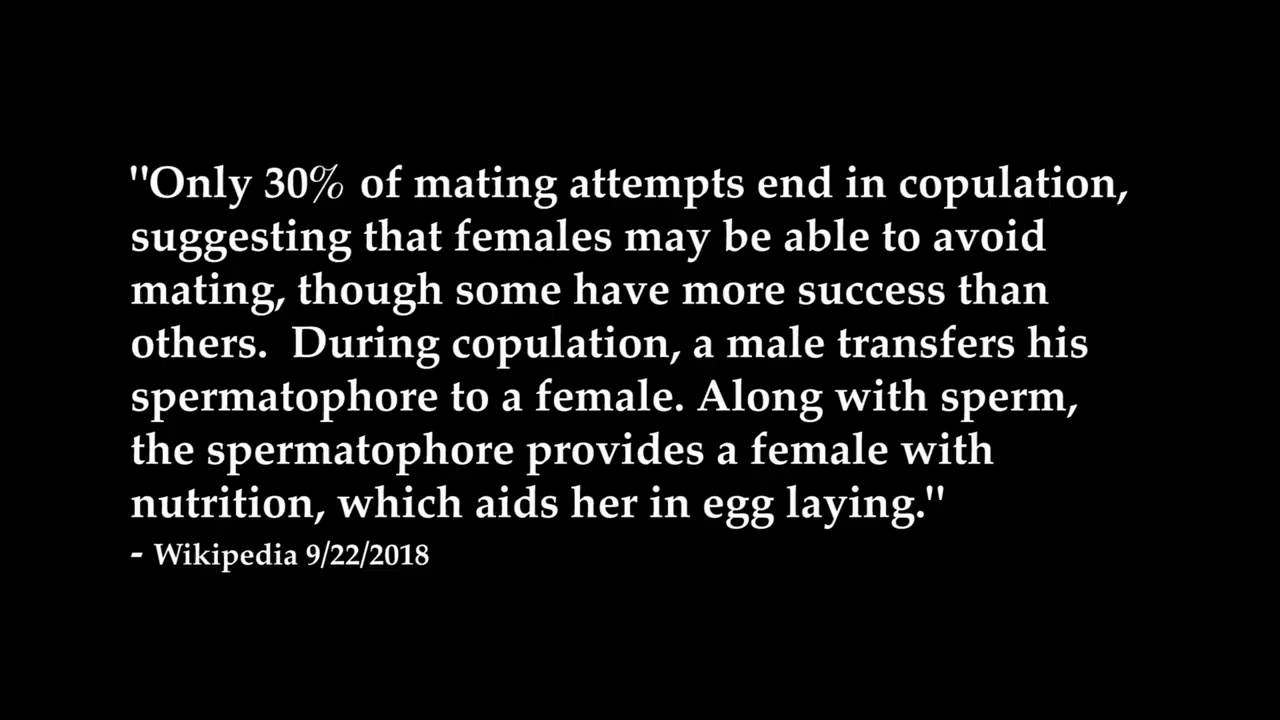 "Only 30% of mating attempts end in copulation,
suggesting that females may be able to avoid
mating, though some have more success than
others.  During copulation, a male transfers his
spermatophore to a female. Along with sperm,
the spermatophore provides a female with
nutrition, which aids her in egg laying."
- Wikipedia 9/22/2018